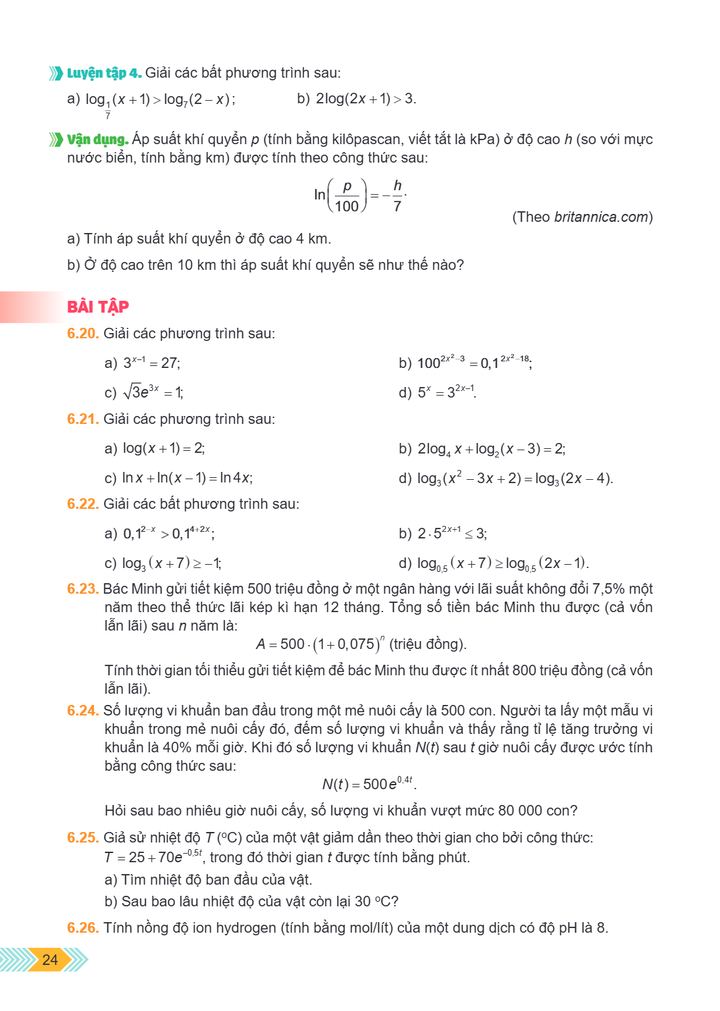 Luyện tập 4. Giải các bất phương trình sau:
a) log_{1/7}(x + 1) > log₇(2 − x);    b) 2log(2x + 1) > 3.
Vận dụng. Áp suất khí quyển p (tính bằng kilôpascan, viết tắt là kPa) ở độ cao h (so với mực
nước biển, tính bằng km) được tính theo công thức sau:
ln(p/100) = −h/7.
(Theo britannica.com)
a) Tính áp suất khí quyển ở độ cao 4 km.
b) Ở độ cao trên 10 km thì áp suất khí quyển sẽ như thế nào?
BÀI TẬP
6.20. Giải các phương trình sau:
a) 3^{x−1} = 27;    b) 100^{2x²−3} = 0,1^{2x²−18};
c) √3e^{3x} = 1;    d) 5^x = 3^{2x−1}.
6.21. Giải các phương trình sau:
a) log(x + 1) = 2;    b) 2log₄ x + log₂(x − 3) = 2;
c) ln x + ln(x − 1) = ln 4x;    d) log₃(x² − 3x + 2) = log₃(2x − 4).
6.22. Giải các bất phương trình sau:
a) 0,1^{2−x} > 0,1^{4+2x};    b) 2 · 5^{2x+1} ≤ 3;
c) log₃(x + 7) ≥ −1;    d) log_{0,5}(x + 7) ≥ log_{0,5}(2x − 1).
6.23. Bác Minh gửi tiết kiệm 500 triệu đồng ở một ngân hàng với lãi suất không đổi 7,5% một
năm theo thể thức lãi kép kì hạn 12 tháng. Tổng số tiền bác Minh thu được (cả vốn
lẫn lãi) sau n năm là:
A = 500 · (1 + 0,075)^n (triệu đồng).
Tính thời gian tối thiểu gửi tiết kiệm để bác Minh thu được ít nhất 800 triệu đồng (cả vốn
lẫn lãi).
6.24. Số lượng vi khuẩn ban đầu trong một mẻ nuôi cấy là 500 con. Người ta lấy một mẫu vi
khuẩn trong mẻ nuôi cấy đó, đếm số lượng vi khuẩn và thấy rằng tỉ lệ tăng trưởng vi
khuẩn là 40% mỗi giờ. Khi đó số lượng vi khuẩn N(t) sau t giờ nuôi cấy được ước tính
bằng công thức sau:
N(t) = 500e^{0,4t}.
Hỏi sau bao nhiêu giờ nuôi cấy, số lượng vi khuẩn vượt mức 80 000 con?
6.25. Giả sử nhiệt độ T (°C) của một vật giảm dần theo thời gian cho bởi công thức:
T = 25 + 70e^{−0,5t}, trong đó thời gian t được tính bằng phút.
a) Tìm nhiệt độ ban đầu của vật.
b) Sau bao lâu nhiệt độ của vật còn lại 30 °C?
6.26. Tính nồng độ ion hydrogen (tính bằng mol/lít) của một dung dịch có độ pH là 8.
24